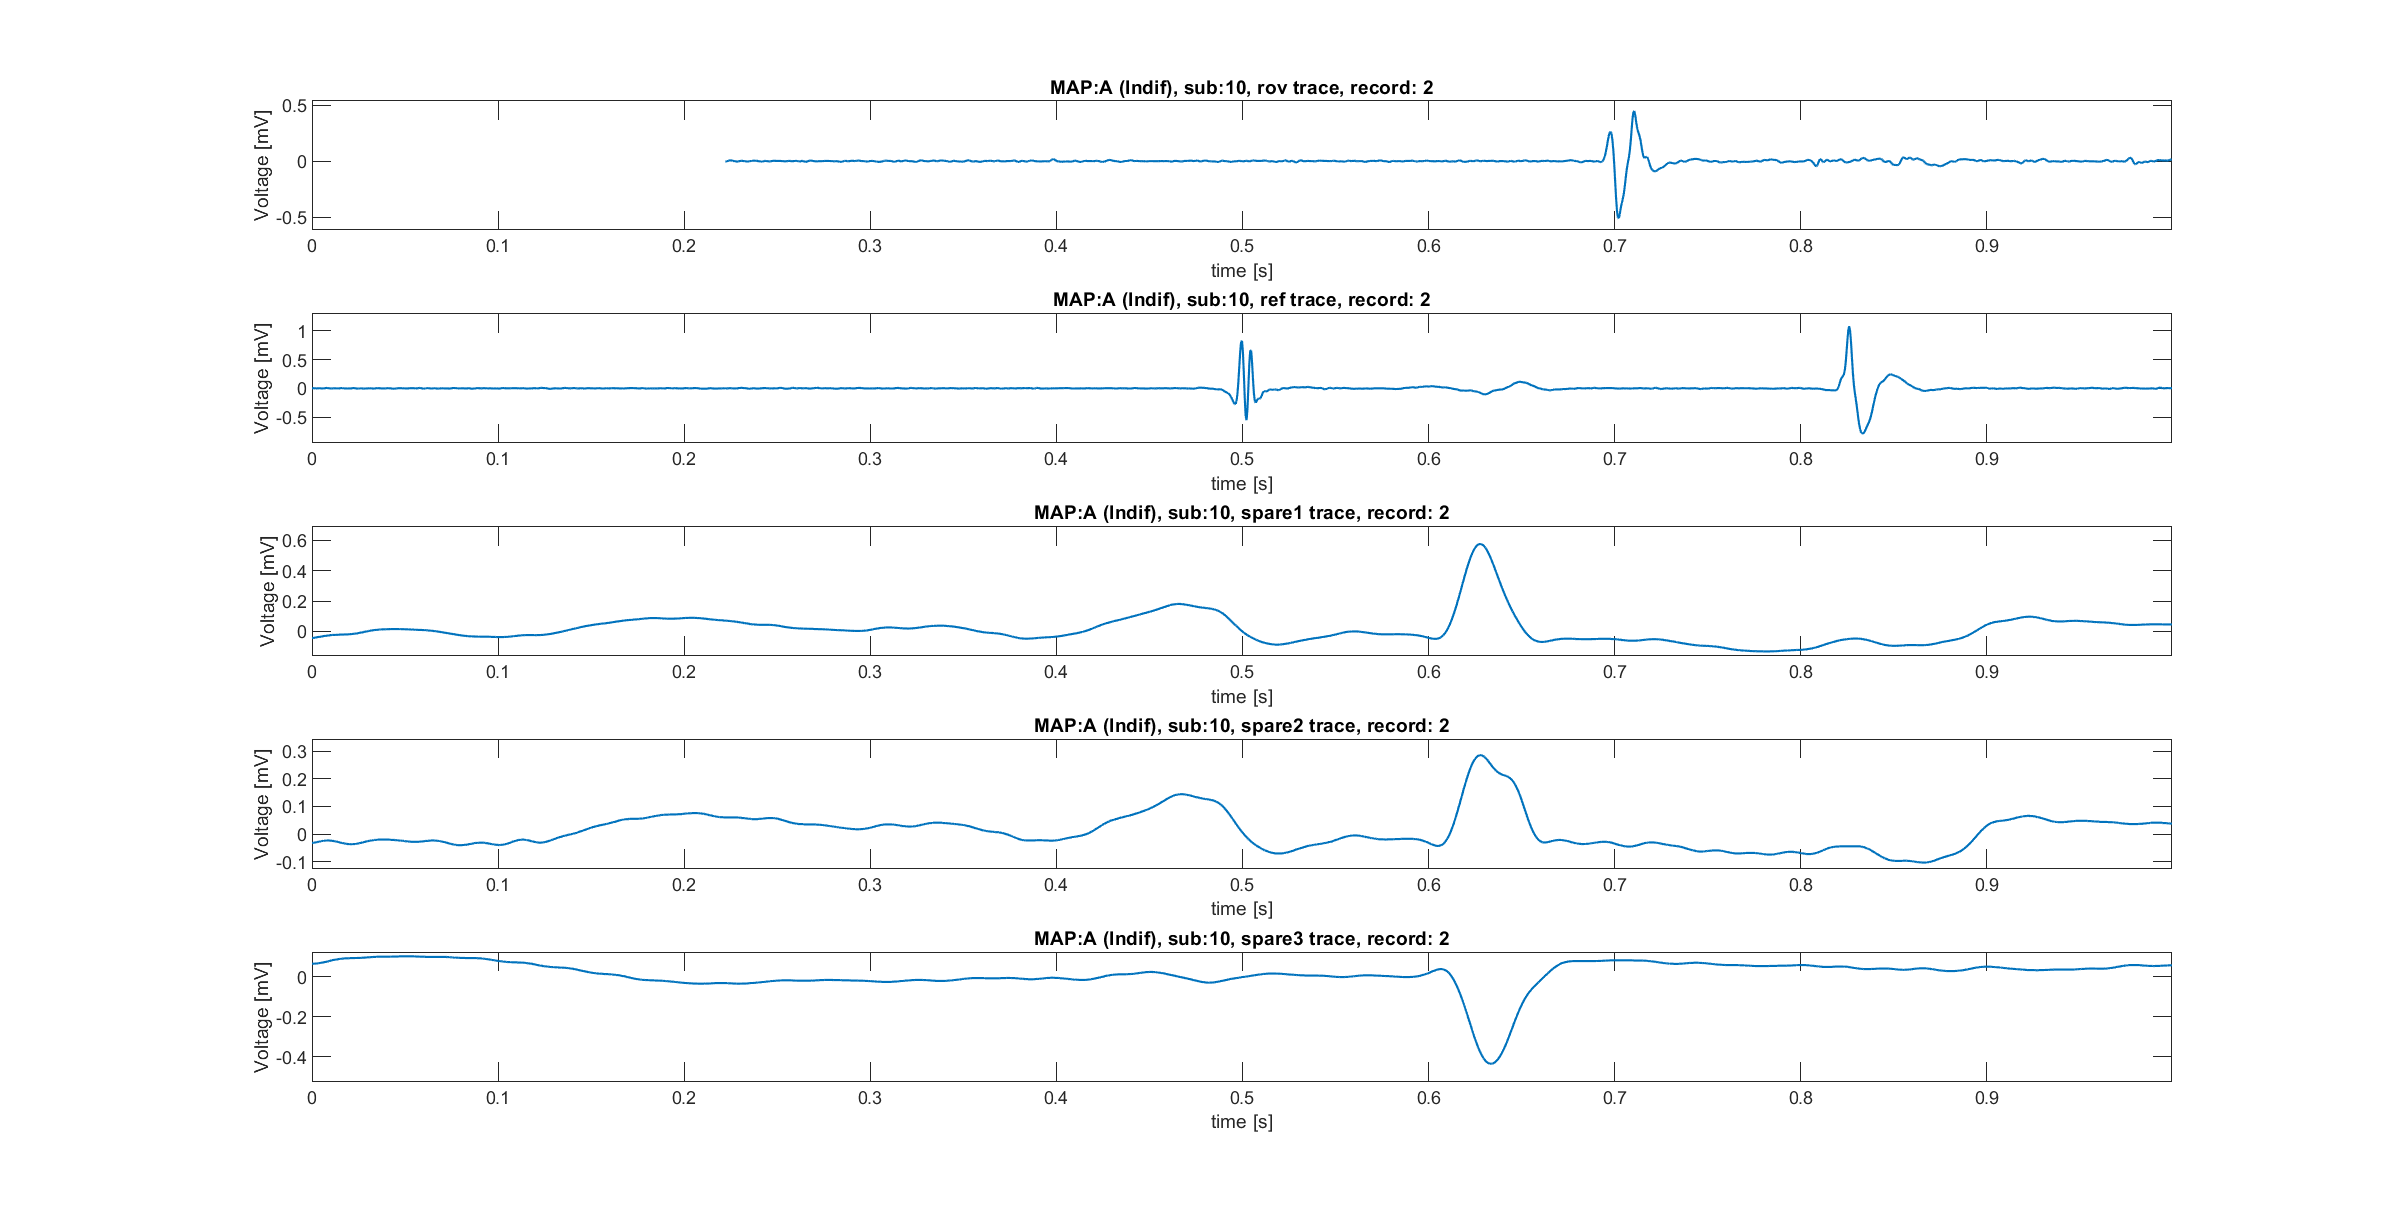 MAP:A (Indif), sub:10, rov trace, record: 2
Voltage [mV]
0.5
0
-0.5
0 0.1 0.2 0.3 0.4 0.5 0.6 0.7 0.8 0.9
time [s]
MAP:A (Indif), sub:10, ref trace, record: 2
Voltage [mV]
1
0.5
0
-0.5
0 0.1 0.2 0.3 0.4 0.5 0.6 0.7 0.8 0.9
time [s]
MAP:A (Indif), sub:10, spare1 trace, record: 2
Voltage [mV]
0.6
0.4
0.2
0
0 0.1 0.2 0.3 0.4 0.5 0.6 0.7 0.8 0.9
time [s]
MAP:A (Indif), sub:10, spare2 trace, record: 2
Voltage [mV]
0.3
0.2
0.1
0
-0.1
0 0.1 0.2 0.3 0.4 0.5 0.6 0.7 0.8 0.9
time [s]
MAP:A (Indif), sub:10, spare3 trace, record: 2
Voltage [mV]
0
-0.2
-0.4
0 0.1 0.2 0.3 0.4 0.5 0.6 0.7 0.8 0.9
time [s]